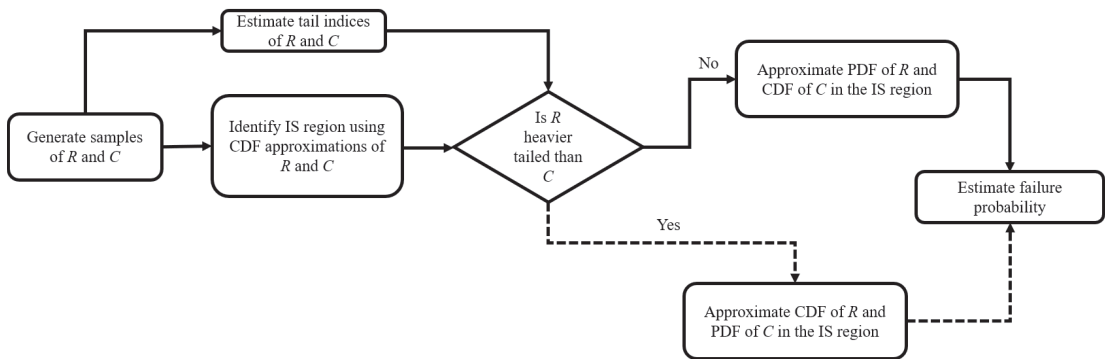 Estimate tail indices
of R and C
Generate samples
of R and C
Identify IS region using
CDF approximations of
R and C
Is R
heavier
tailed than
C
No
Approximate PDF of R and
CDF of C in the IS region
Estimate failure
probability
Yes
Approximate CDF of R and
PDF of C in the IS region